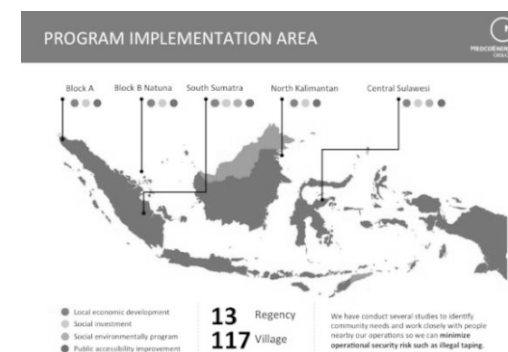 PROGRAM IMPLEMENTATION AREA
MEDCOENERGI
Block A
Block B Natuna
South Sumatra
North Kalimantan
Central Sulawesi
Local economic development
Social investment
Social environmentally program
Public accessibility improvement
13 Regency
117 Village
We have conduct several studies to identify
community needs and work closely with people
nearby our operations so we can minimize
operational security risk such as illegal taping.